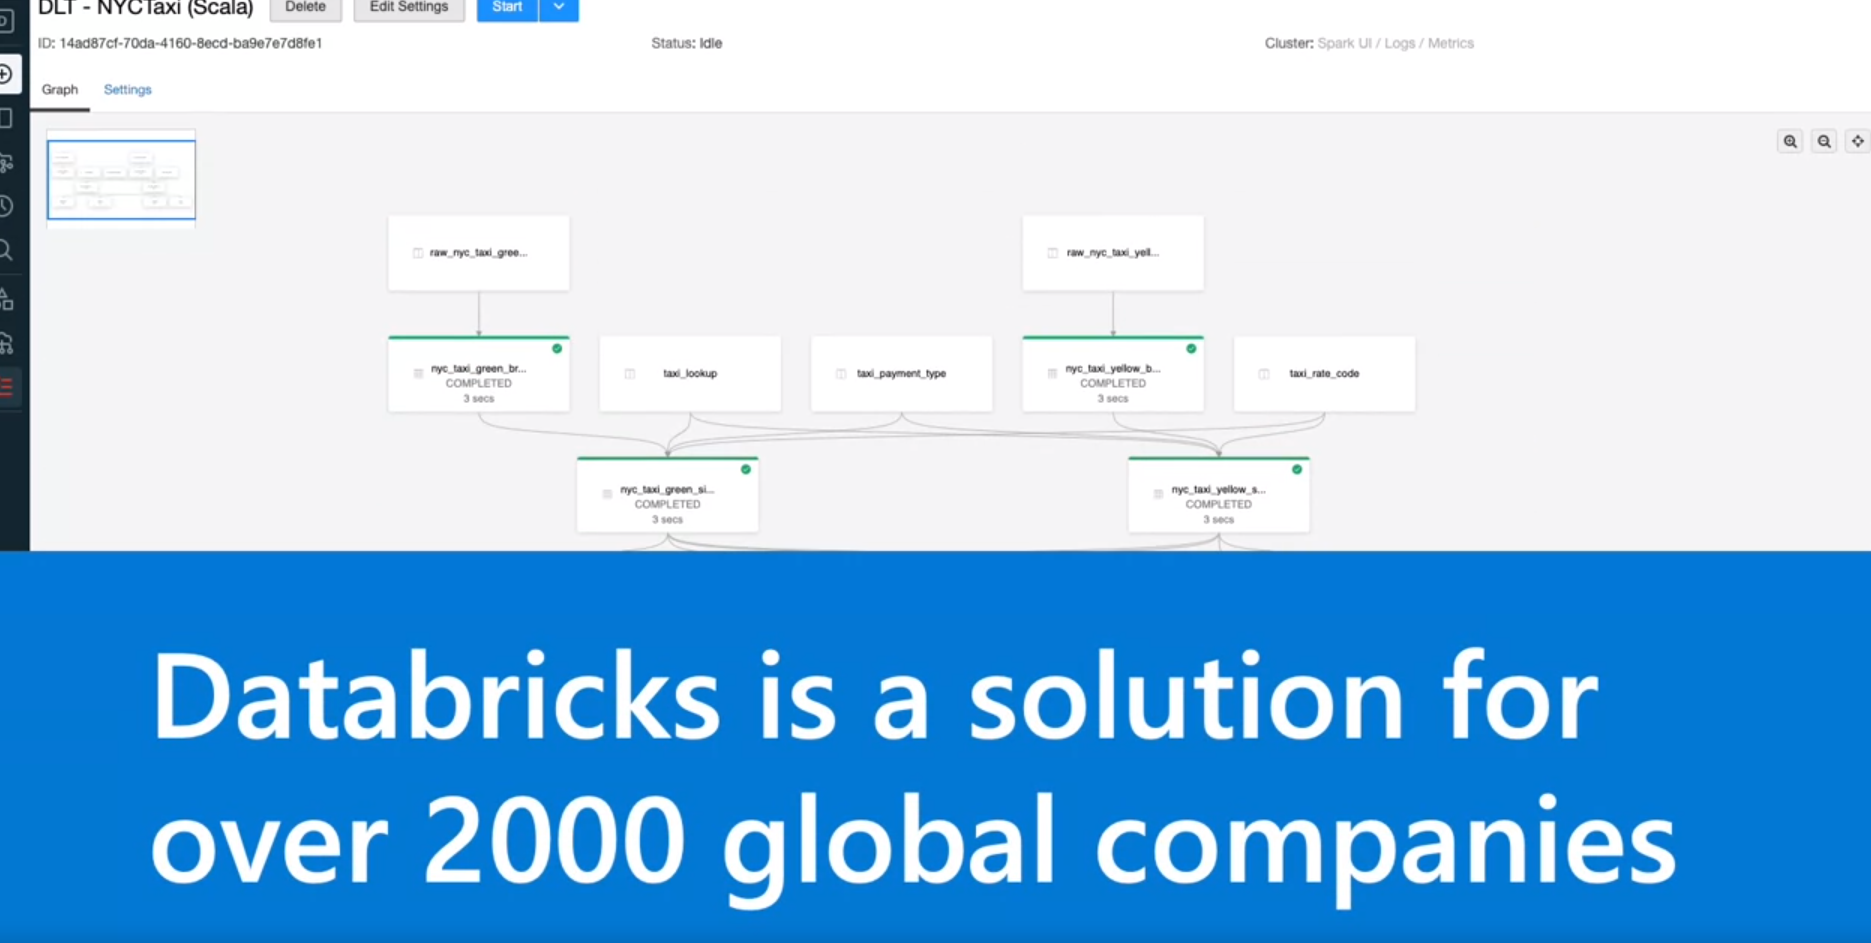 DLT - NYCTaxi (Scala) Delete Edit Settings Start
ID: 14ad87cf-70da-4160-8ecd-ba9e7e7d8fe1 Status: Idle Cluster: Spark UI / Logs / Metrics
Graph Settings
raw_nyc_taxi_gree... raw_nyc_taxi_yell...
nyc_taxi_green_br... taxi_lookup taxi_payment_type nyc_taxi_yellow_b... taxi_rate_code
COMPLETED COMPLETED
3 secs 3 secs
nyc_taxi_green_si... nyc_taxi_yellow_s...
COMPLETED COMPLETED
3 secs 3 secs
Databricks is a solution for
over 2000 global companies